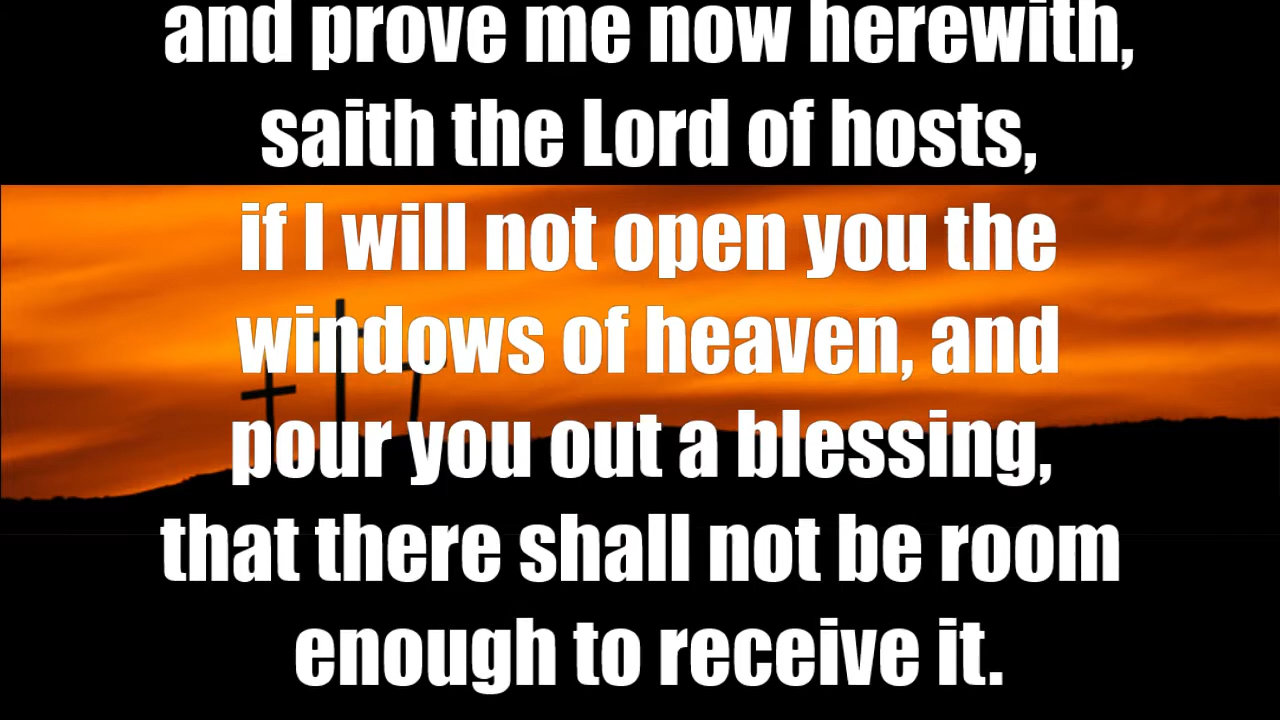 and prove me now herewith,
saith the Lord of hosts,
if I will not open you the
windows of heaven, and
pour you out a blessing,
that there shall not be room
enough to receive it.